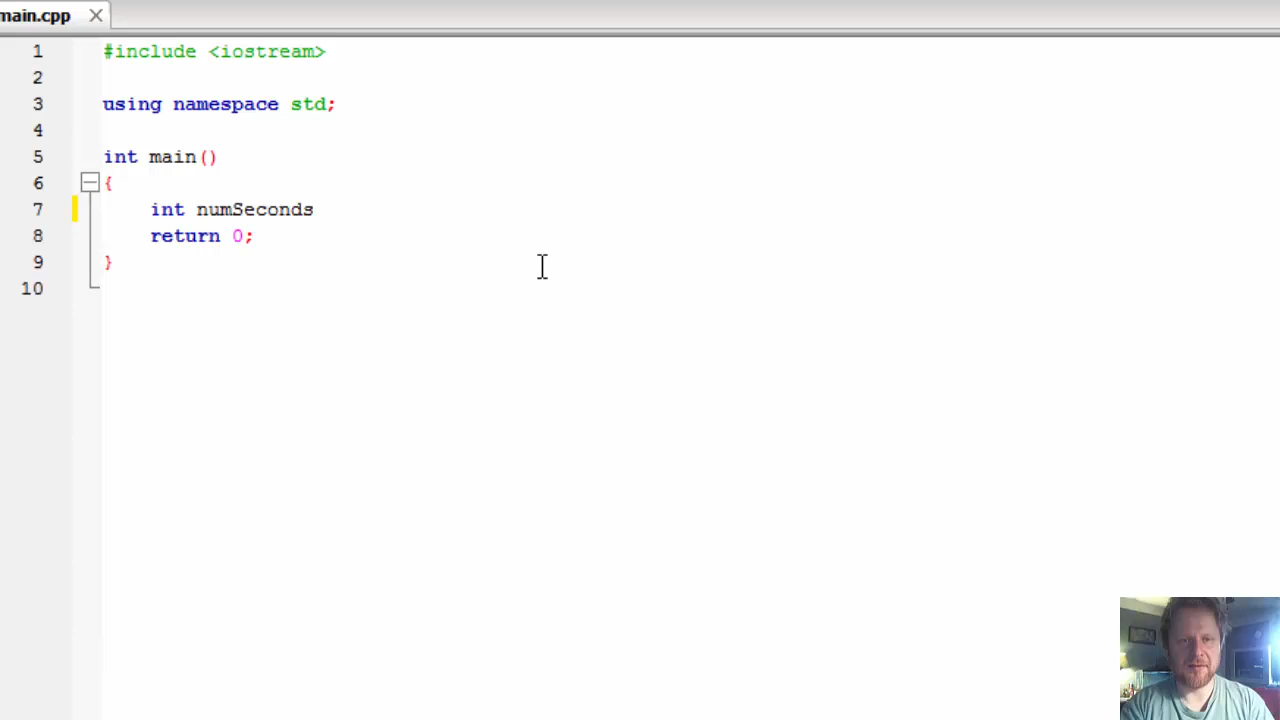 main.cpp
1 #include <iostream>
2
3 using namespace std;
4
5 int main()
6 {
7 int numSeconds
8 return 0;
9 }
10